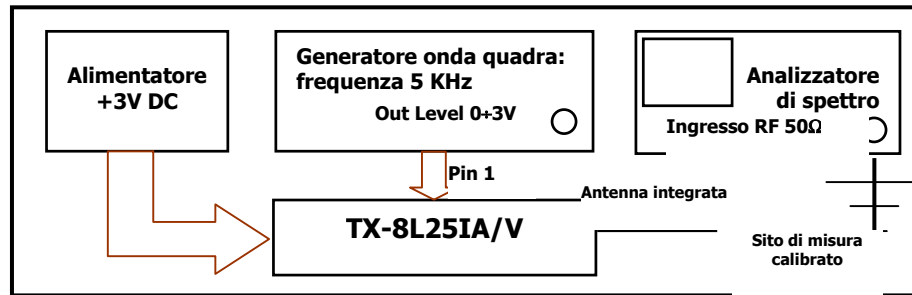 Alimentatore
+3V DC
Generatore onda quadra:
frequenza 5 KHz
Out Level 0÷3V
Analizzatore
di spettro
Ingresso RF 50Ω
Pin 1
Antenna integrata
TX-8L25IA/V
Sito di misura
calibrato